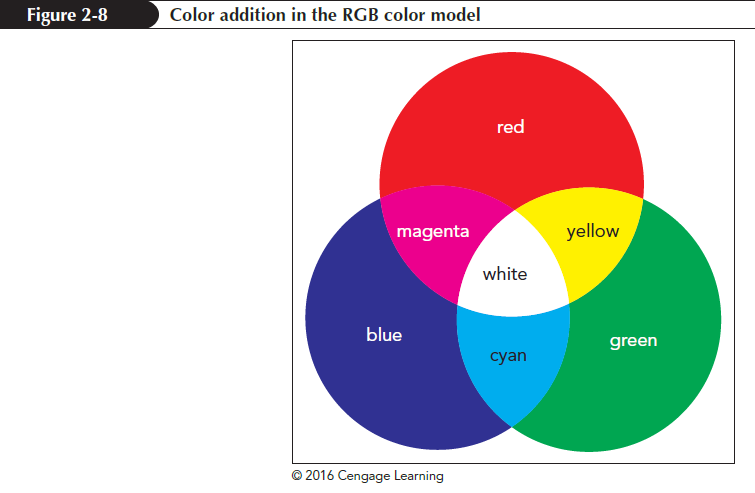 Figure 2-8 Color addition in the RGB color model
red
magenta yellow
white
blue green
cyan
© 2016 Cengage Learning